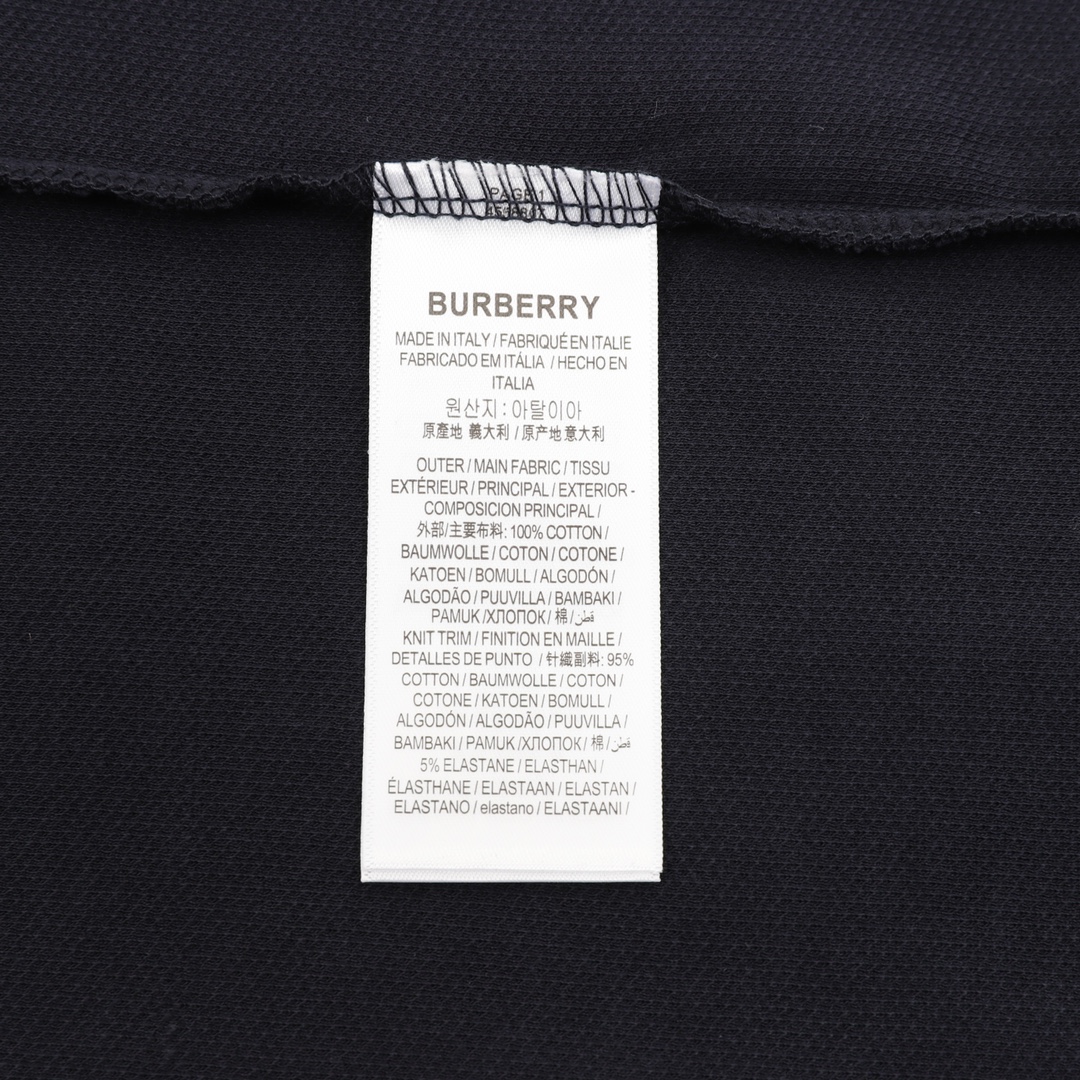 PAGE 1
BURBERRY
MADE IN ITALY / FABRIQUÉ EN ITALIE
FABRICADO EM ITÁLIA / HECHO EN
ITALIA
원산지 : 아탈이아
原產地 義大利 / 原产地 意大利
OUTER / MAIN FABRIC / TISSU
EXTÉRIEUR / PRINCIPAL / EXTERIOR -
COMPOSICION PRINCIPAL /
外部/主要布料: 100% COTTON /
BAUMWOLLE / COTON / COTONE /
KATOEN / BOMULL / ALGODÓN /
ALGODÃO / PUUVILLA / BAMBAKI /
PAMUK /ХЛОПОК/ 棉 /قطن
KNIT TRIM / FINITION EN MAILLE /
DETALLES DE PUNTO / 针織副料: 95%
COTTON / BAUMWOLLE / COTON /
COTONE / KATOEN / BOMULL /
ALGODÓN / ALGODÃO / PUUVILLA /
BAMBAKI / PAMUK /ХЛОПОК/ 棉 /قطن
5% ELASTANE / ELASTHAN /
ÉLASTHANE / ELASTAAN / ELASTAN /
ELASTANO / elastano / ELASTAANI /